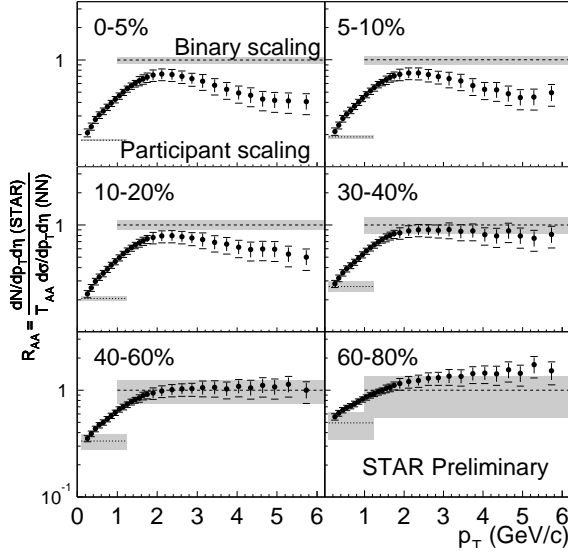 0-5%
5-10%
Binary scaling
1
Participant scaling
10-20%
30-40%
1
R_AA = dN/dp_T dη (STAR)
T_AA dσ/dp_T dη (NN)
40-60%
60-80%
1
STAR Preliminary
10^-1
0 1 2 3 4 5 6
1 2 3 4 5 6
p_T (GeV/c)